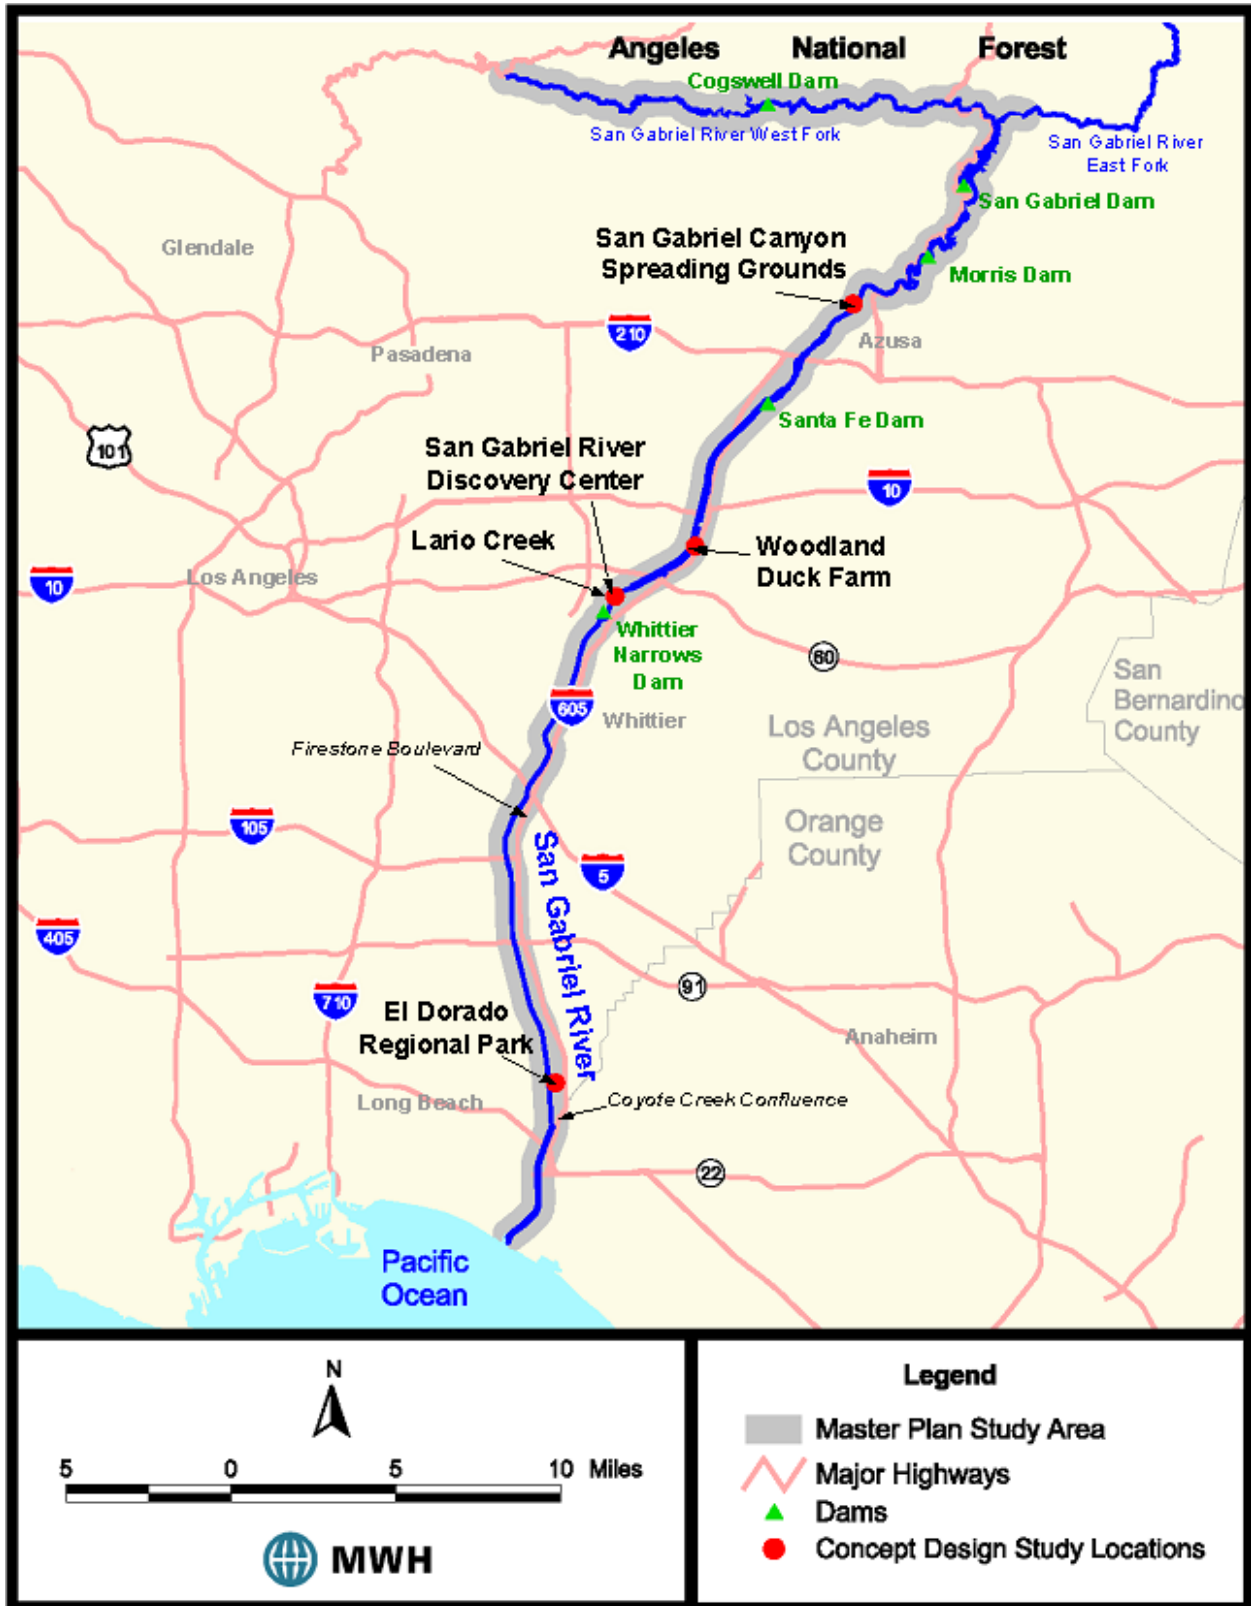 Angeles National Forest
Cogswell Dam
San Gabriel River West Fork
San Gabriel River
East Fork
San Gabriel Dam
San Gabriel Canyon
Spreading Grounds
Morris Dam
Glendale
210
Azusa
Pasadena
Santa Fe Dam
101
San Gabriel River
Discovery Center
10
Lario Creek
Woodland
Duck Farm
10
Los Angeles
Whittier
Narrows
Dam
60
San
Bernardino
County
605
Whittier
Los Angeles
County
Firestone Boulevard
Orange
County
105
San Gabriel River
5
405
91
710
El Dorado
Regional Park
Anaheim
Long Beach
Coyote Creek Confluence
22
Pacific
Ocean
N
5 0 5 10 Miles
MWH
Legend
Master Plan Study Area
Major Highways
Dams
Concept Design Study Locations